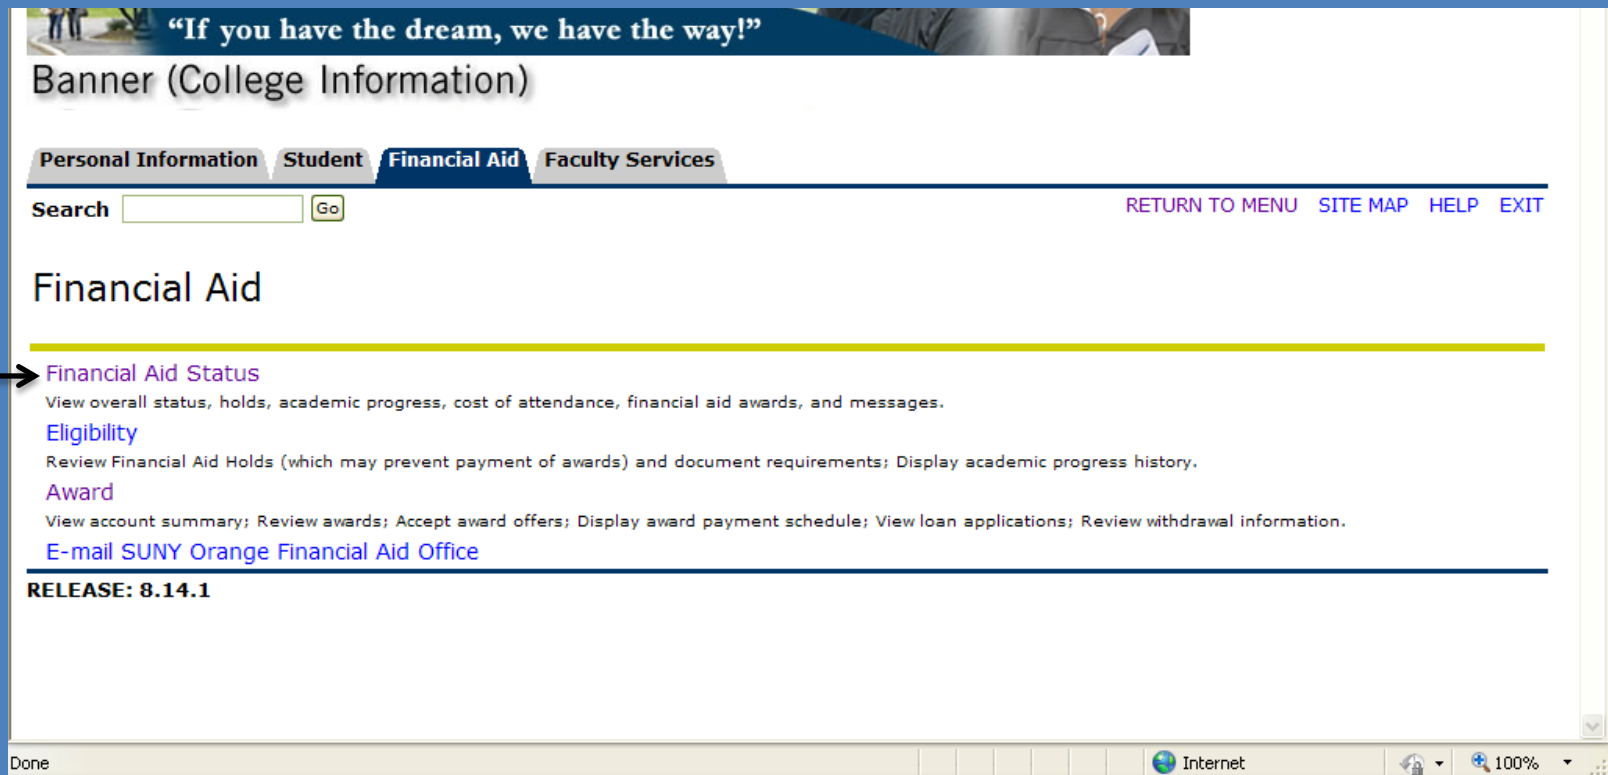 “If you have the dream, we have the way!”
Banner (College Information)
Personal Information Student Financial Aid Faculty Services
Search Go RETURN TO MENU SITE MAP HELP EXIT
Financial Aid
Financial Aid Status
View overall status, holds, academic progress, cost of attendance, financial aid awards, and messages.
Eligibility
Review Financial Aid Holds (which may prevent payment of awards) and document requirements; Display academic progress history.
Award
View account summary; Review awards; Accept award offers; Display award payment schedule; View loan applications; Review withdrawal information.
E-mail SUNY Orange Financial Aid Office
RELEASE: 8.14.1
Done Internet 100%